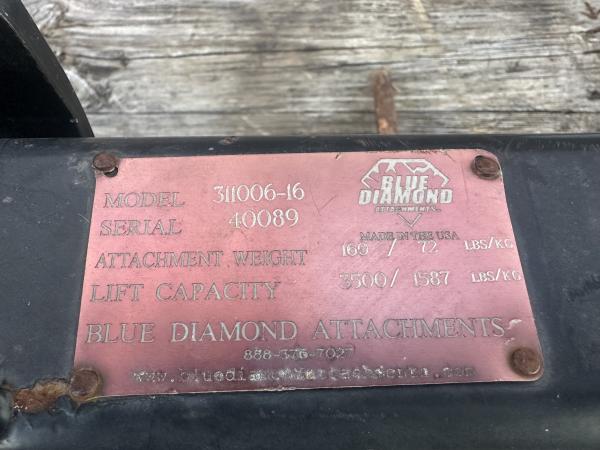 BLUE
DIAMOND
ATTACHMENTS
MODEL 311006-16
SERIAL 40089
MADE IN THE USA
ATTACHMENT WEIGHT 160 / 72 LBS/KG
LIFT CAPACITY 3500 / 1587 LBS/KG
BLUE DIAMOND ATTACHMENTS
888-376-7027